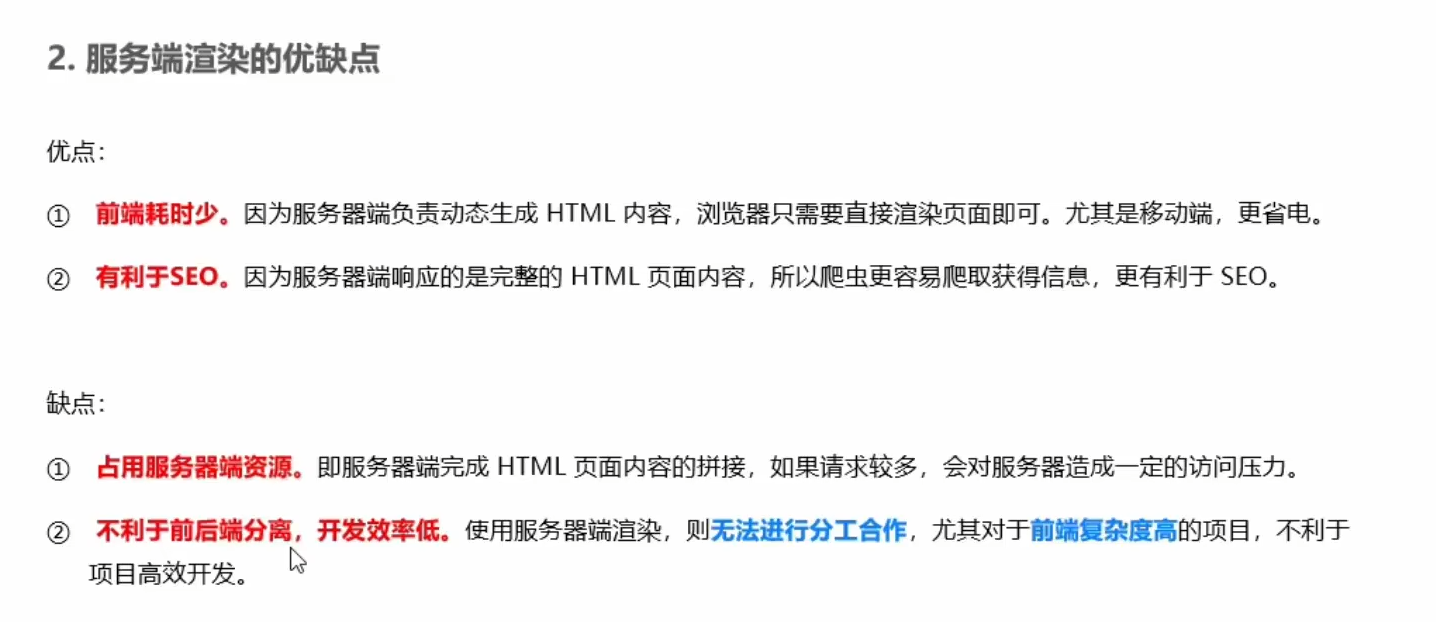 2. 服务端渲染的优缺点
优点：
① 前端耗时少。因为服务器端负责动态生成 HTML 内容，浏览器只需要直接渲染页面即可。尤其是移动端，更省电。
② 有利于SEO。因为服务器端响应的是完整的 HTML 页面内容，所以爬虫更容易爬取获得信息，更有利于 SEO。
缺点：
① 占用服务器端资源。即服务器端完成 HTML 页面内容的拼接，如果请求较多，会对服务器造成一定的访问压力。
② 不利于前后端分离，开发效率低。使用服务器端渲染，则无法进行分工合作，尤其对于前端复杂度高的项目，不利于
项目高效开发。